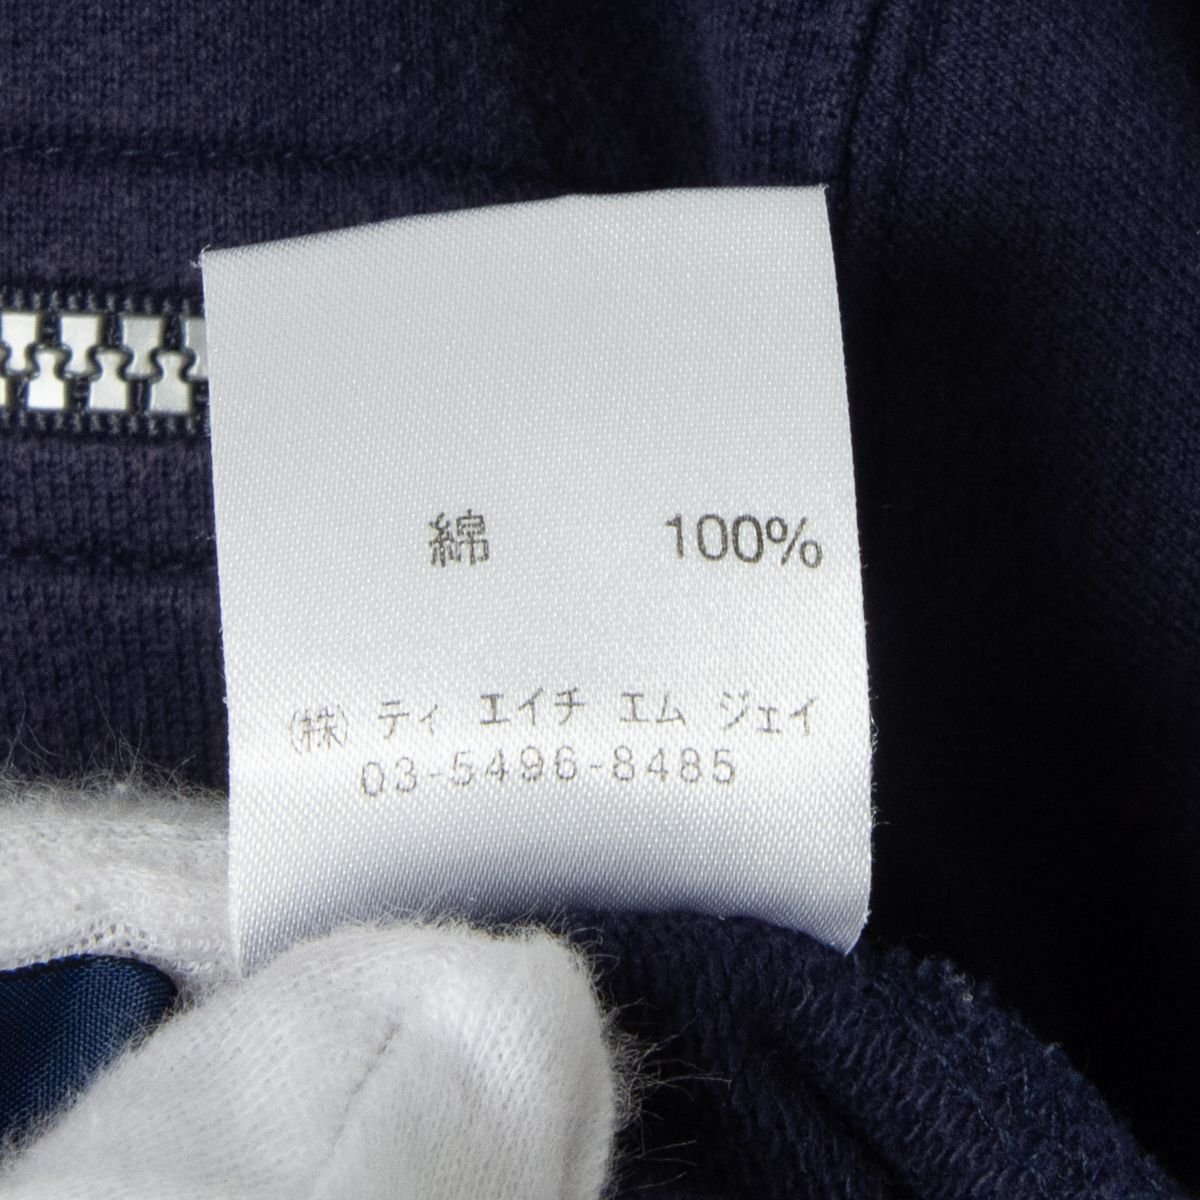 綿 100%
㈱ ティ エイチ エム ジェイ
03-5496-8485